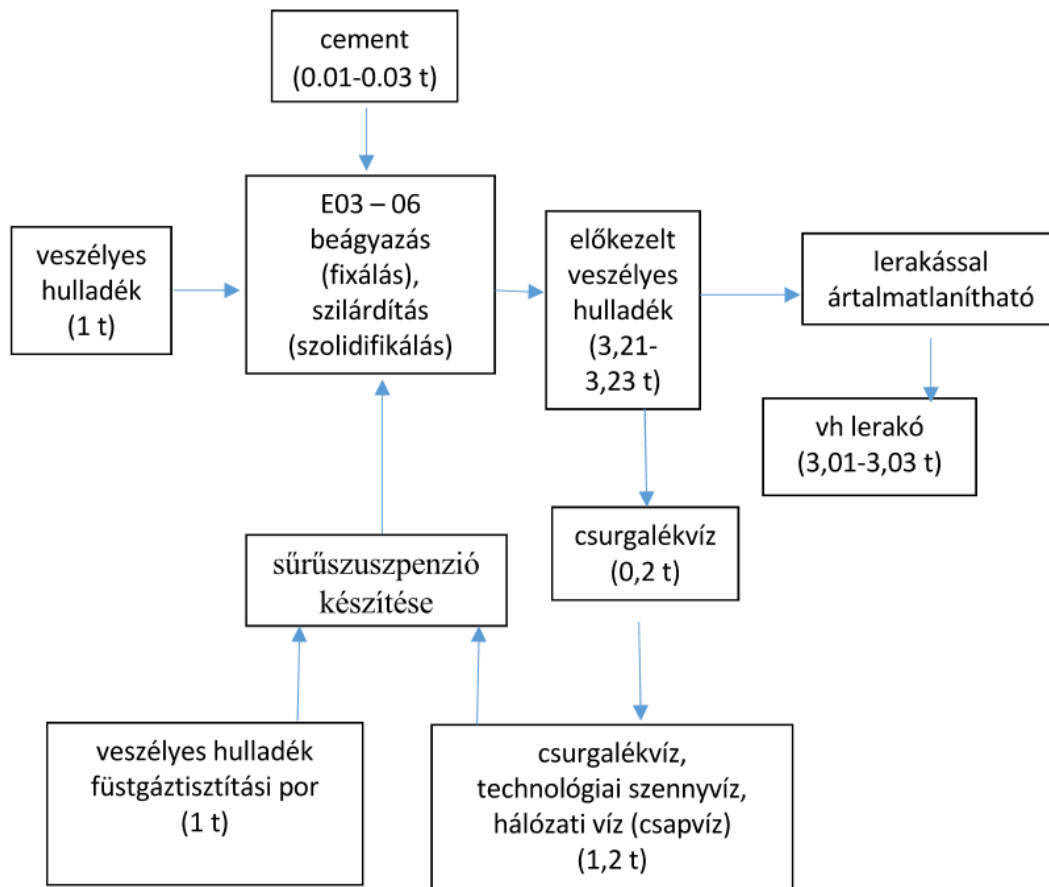 cement
(0.01-0.03 t)
veszélyes
hulladék
(1 t)
E03 – 06
beágyazás
(fixálás),
szilárdítás
(szolidifikálás)
előkezelt
veszélyes
hulladék
(3,21-
3,23 t)
lerakással
ártalmatlanítható
vh lerakó
(3,01-3,03 t)
csurgalékvíz
(0,2 t)
sűrűszuszpenzió
készítése
veszélyes hulladék
füstgáztisztítási por
(1 t)
csurgalékvíz,
technológiai szennyvíz,
hálózati víz (csapvíz)
(1,2 t)